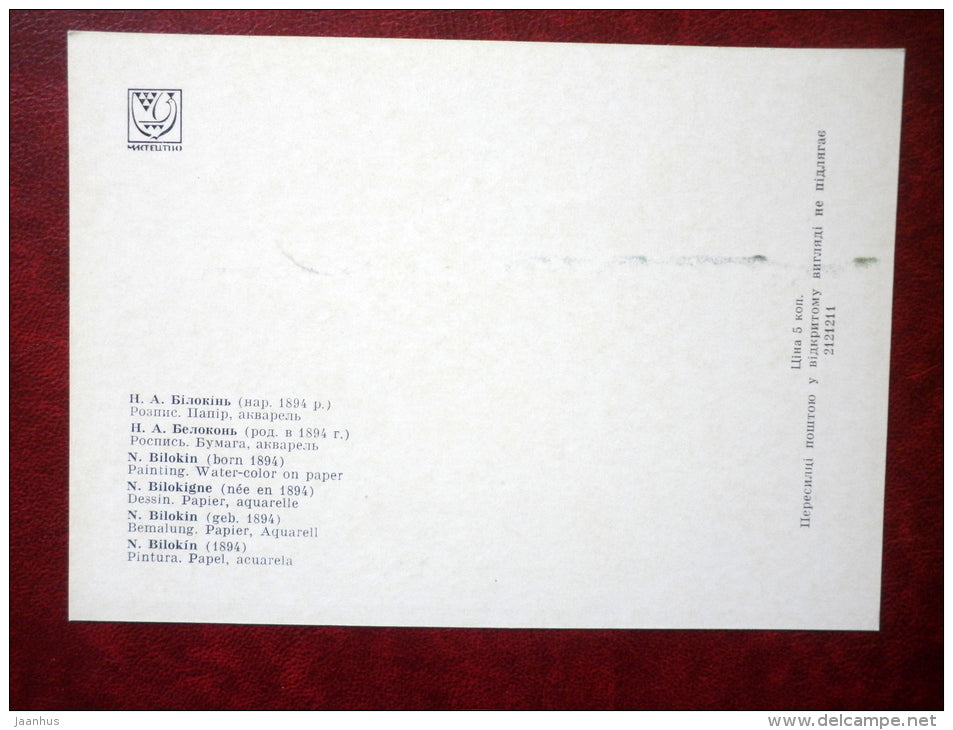 МИСТЕЦТВО
Н. А. Білокінь (нар. 1894 р.)
Розпис. Папір, акварель
Н. А. Белоконь (род. в 1894 г.)
Роспись. Бумага, акварель
N. Bilokin (born 1894)
Painting. Water-color on paper
N. Bilokigne (née en 1894)
Dessin. Papier, aquarelle
N. Bilokin (geb. 1894)
Bemalung. Papier, Aquarell
N. Bilokín (1894)
Pintura. Papel, acuarela
Ціна 5 коп.
Пересилці поштою у відкритому вигляді не підлягає
2121211
jaanhus
www.delcampe.net